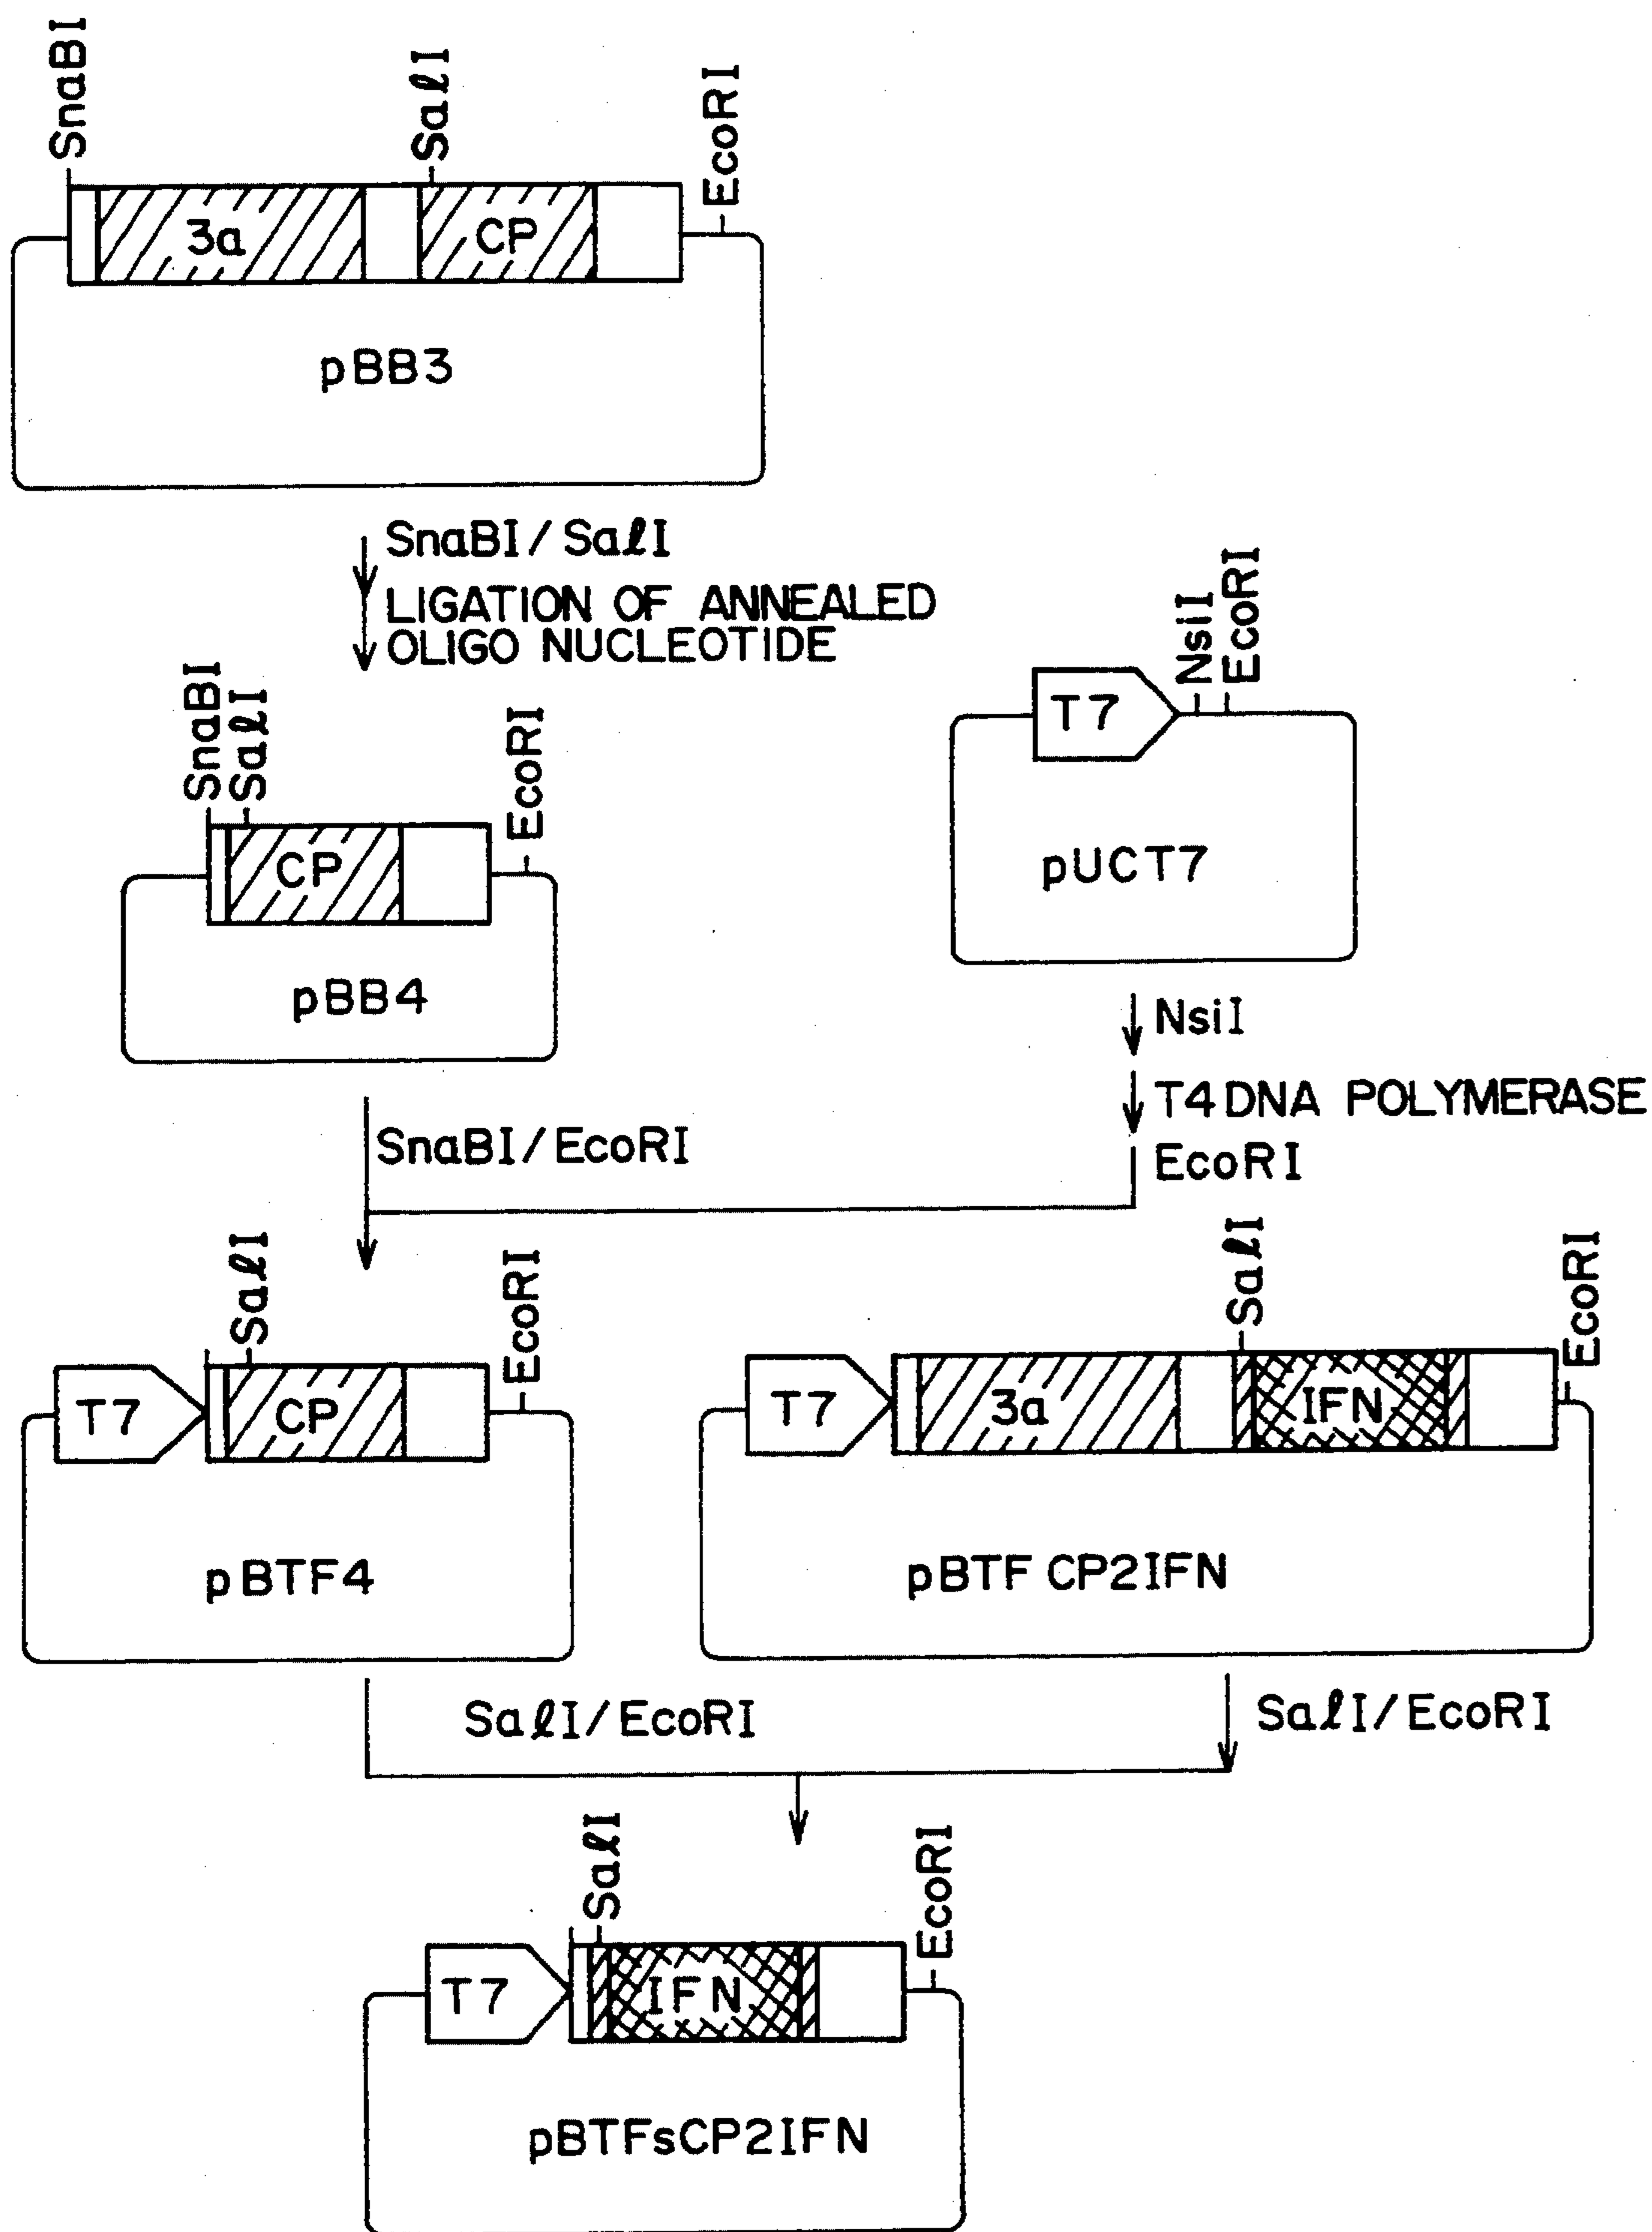 SnaBI
SalI
EcoRI
3a
CP
pBB3
SnaBI/SalI
LIGATION OF ANNEALED
OLIGO NUCLEOTIDE
SnaBI
SalI
EcoRI
CP
pBB4
NsiI
EcoRI
T7
pUCT7
NsiI
T4 DNA POLYMERASE
EcoRI
SnaBI/EcoRI
SalI
EcoRI
T7
CP
pBTF4
SalI
EcoRI
T7
3a
IFN
pBTF CP2IFN
SalI/EcoRI
SalI/EcoRI
SalI
EcoRI
T7
IFN
pBTFsCP2IFN